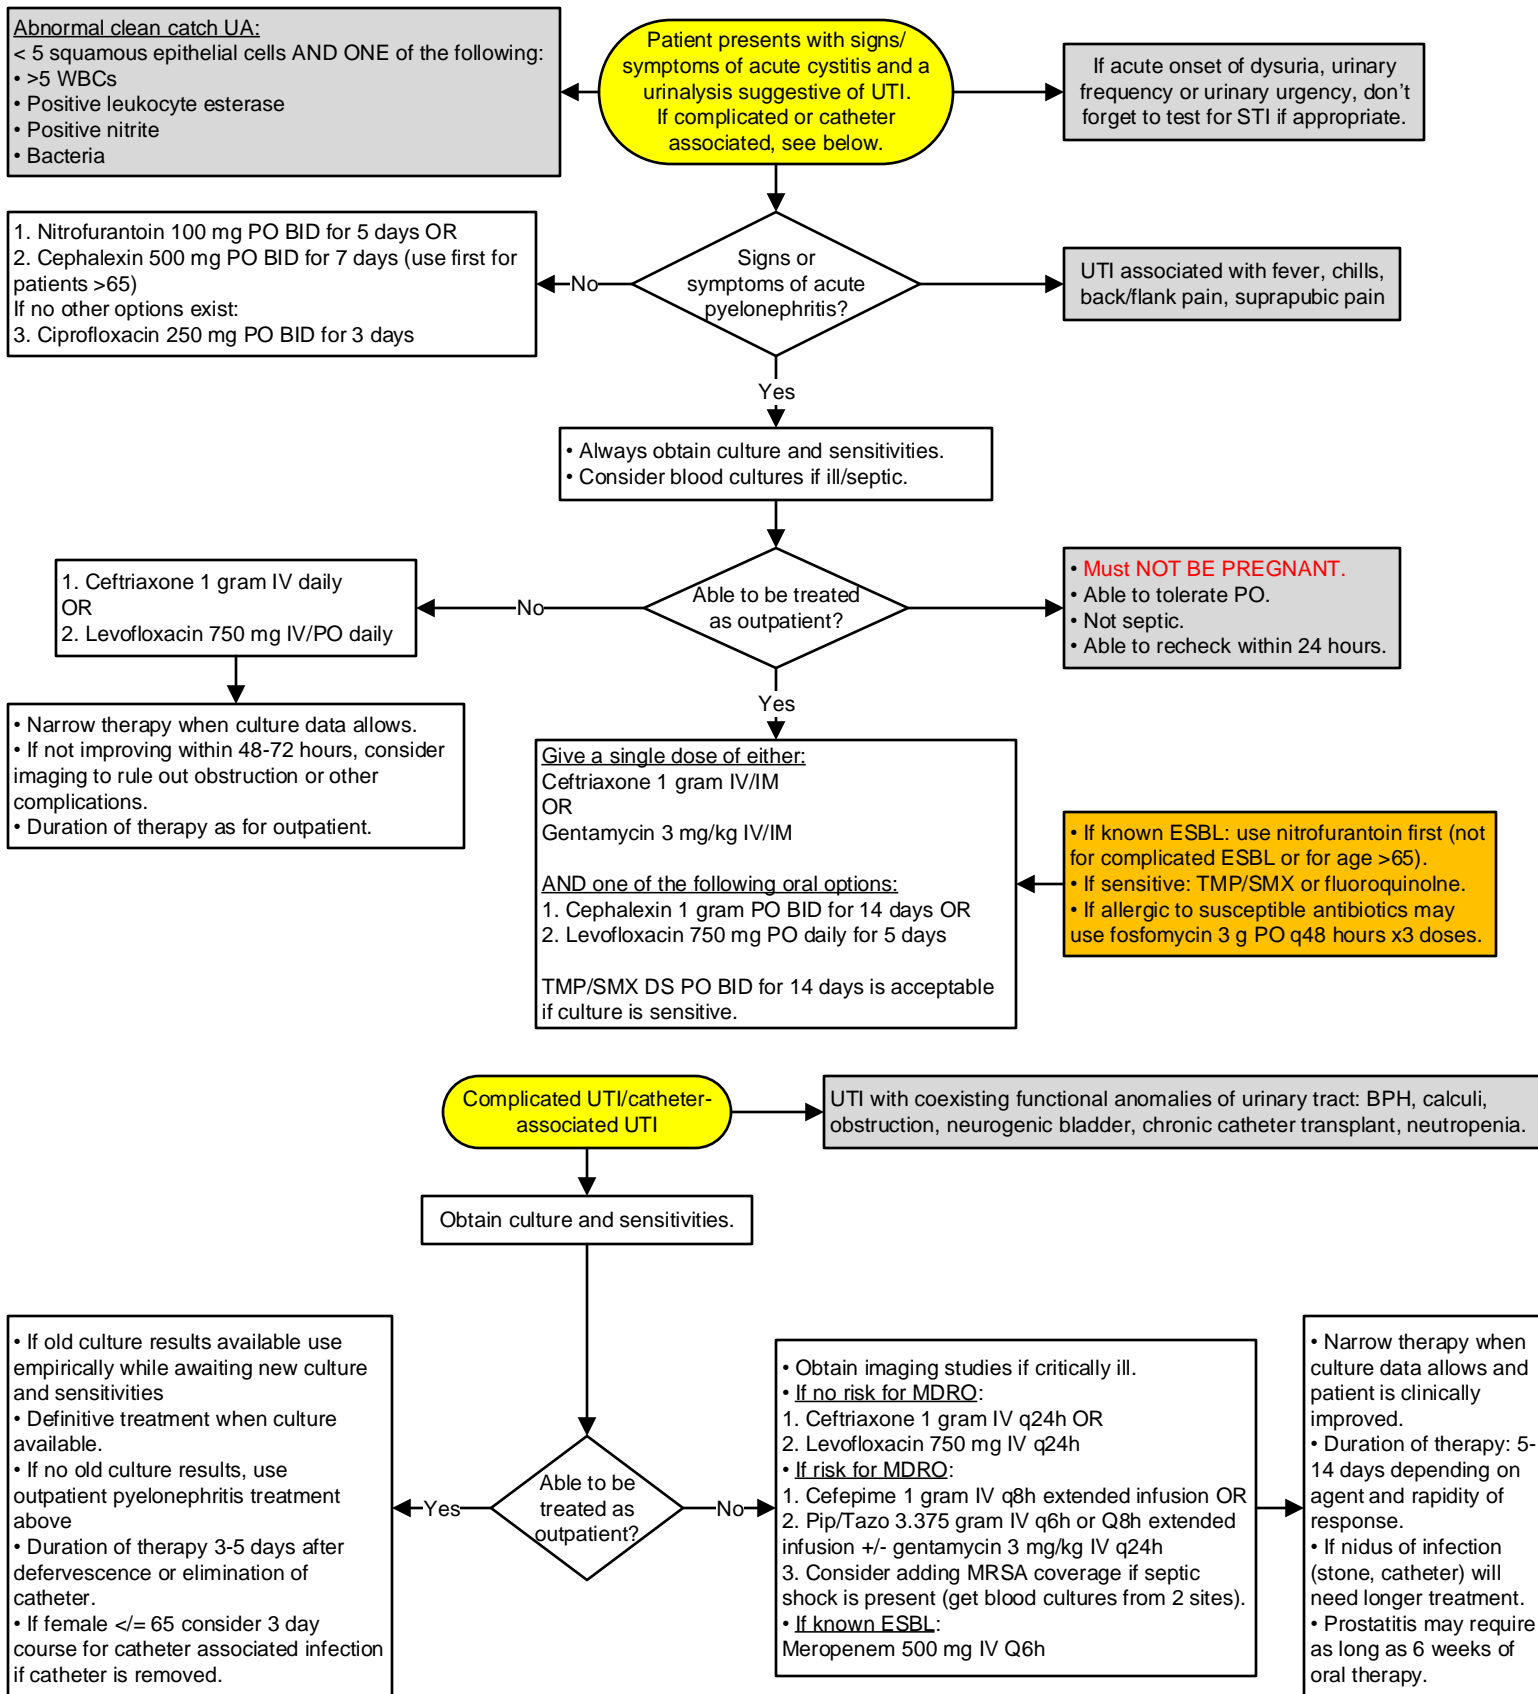 Abnormal clean catch UA:
< 5 squamous epithelial cells AND ONE of the following:
• >5 WBCs
• Positive leukocyte esterase
• Positive nitrite
• Bacteria
Patient presents with signs/
symptoms of acute cystitis and a
urinalysis suggestive of UTI.
If complicated or catheter
associated, see below.
If acute onset of dysuria, urinary
frequency or urinary urgency, don't
forget to test for STI if appropriate.
1. Nitrofurantoin 100 mg PO BID for 5 days OR
2. Cephalexin 500 mg PO BID for 7 days (use first for
patients >65)
If no other options exist:
3. Ciprofloxacin 250 mg PO BID for 3 days
No
Signs or
symptoms of acute
pyelonephritis?
UTI associated with fever, chills,
back/flank pain, suprapubic pain
Yes
• Always obtain culture and sensitivities.
• Consider blood cultures if ill/septic.
1. Ceftriaxone 1 gram IV daily
OR
2. Levofloxacin 750 mg IV/PO daily
No
Able to be treated
as outpatient?
• Must NOT BE PREGNANT.
• Able to tolerate PO.
• Not septic.
• Able to recheck within 24 hours.
Yes
• Narrow therapy when culture data allows.
• If not improving within 48-72 hours, consider
imaging to rule out obstruction or other
complications.
• Duration of therapy as for outpatient.
Give a single dose of either:
Ceftriaxone 1 gram IV/IM
OR
Gentamycin 3 mg/kg IV/IM
AND one of the following oral options:
1. Cephalexin 1 gram PO BID for 14 days OR
2. Levofloxacin 750 mg PO daily for 5 days
TMP/SMX DS PO BID for 14 days is acceptable
if culture is sensitive.
• If known ESBL: use nitrofurantoin first (not
for complicated ESBL or for age >65).
• If sensitive: TMP/SMX or fluoroquinolne.
• If allergic to susceptible antibiotics may
use fosfomycin 3 g PO q48 hours x3 doses.
Complicated UTI/catheter-
associated UTI
UTI with coexisting functional anomalies of urinary tract: BPH, calculi,
obstruction, neurogenic bladder, chronic catheter transplant, neutropenia.
Obtain culture and sensitivities.
• If old culture results available use
empirically while awaiting new culture
and sensitivities
• Definitive treatment when culture
available.
• If no old culture results, use
outpatient pyelonephritis treatment
above
• Duration of therapy 3-5 days after
defervescence or elimination of
catheter.
• If female </= 65 consider 3 day
course for catheter associated infection
if catheter is removed.
Yes
Able to be
treated as
outpatient?
No
• Obtain imaging studies if critically ill.
• If no risk for MDRO:
1. Ceftriaxone 1 gram IV q24h OR
2. Levofloxacin 750 mg IV q24h
• If risk for MDRO:
1. Cefepime 1 gram IV q8h extended infusion OR
2. Pip/Tazo 3.375 gram IV q6h or Q8h extended
infusion +/- gentamycin 3 mg/kg IV q24h
3. Consider adding MRSA coverage if septic
shock is present (get blood cultures from 2 sites).
• If known ESBL:
Meropenem 500 mg IV Q6h
• Narrow therapy when
culture data allows and
patient is clinically
improved.
• Duration of therapy: 5-
14 days depending on
agent and rapidity of
response.
• If nidus of infection
(stone, catheter) will
need longer treatment.
• Prostatitis may require
as long as 6 weeks of
oral therapy.